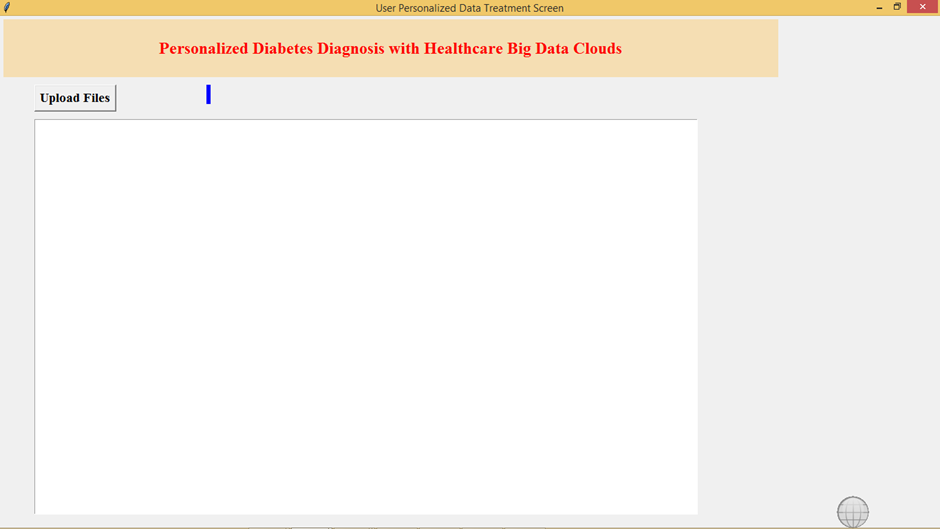 User Personalized Data Treatment Screen
Personalized Diabetes Diagnosis with Healthcare Big Data Clouds
Upload Files